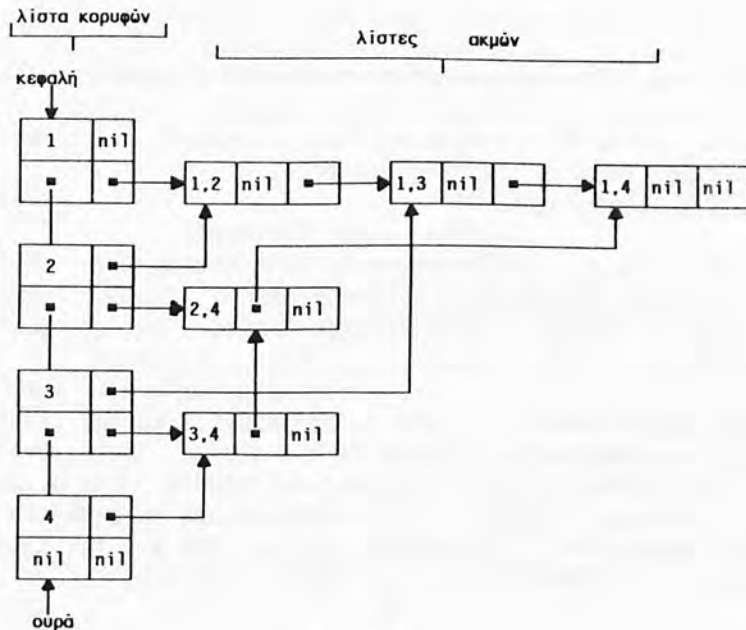 λίστα κορυφών
λίστες ακμών
κεφαλή
1 nil
1,2 nil
1,3 nil
1,4 nil nil
2
2,4 nil
3
3,4 nil
4
nil nil
ουρά